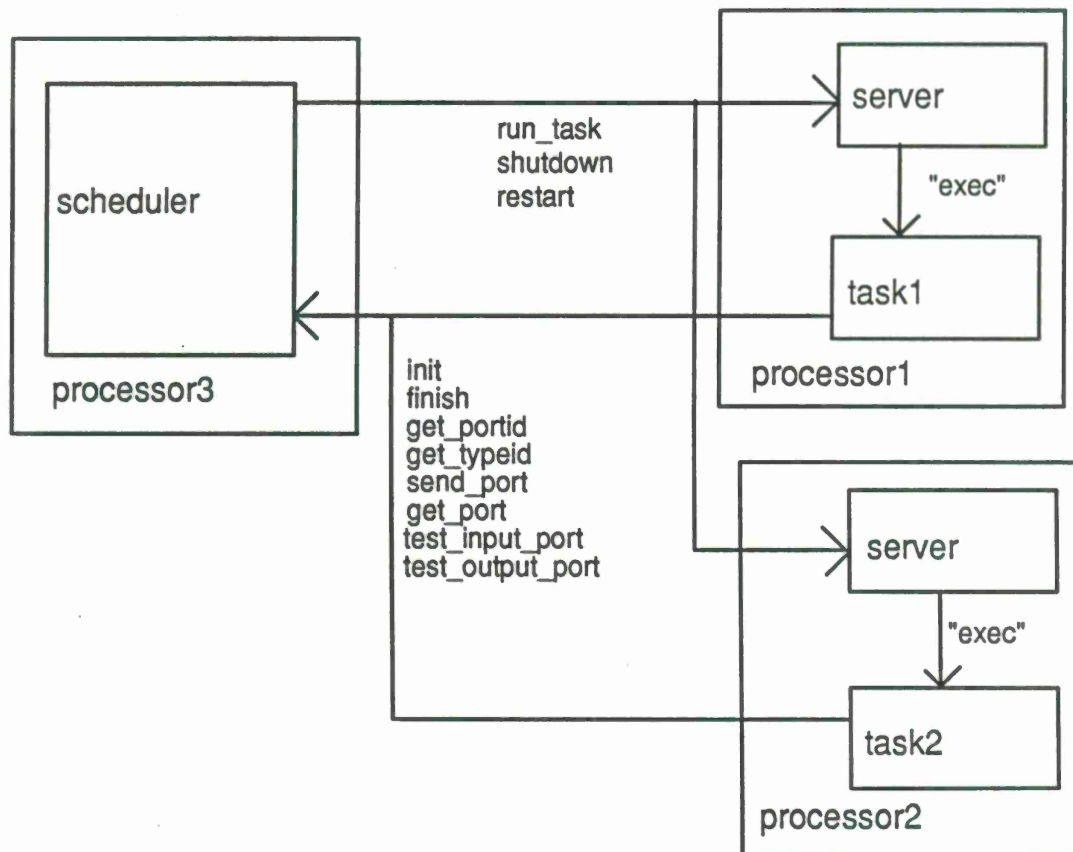 scheduler
processor3
run_task
shutdown
restart
server
"exec"
task1
processor1
init
finish
get_portid
get_typeid
send_port
get_port
test_input_port
test_output_port
server
"exec"
task2
processor2